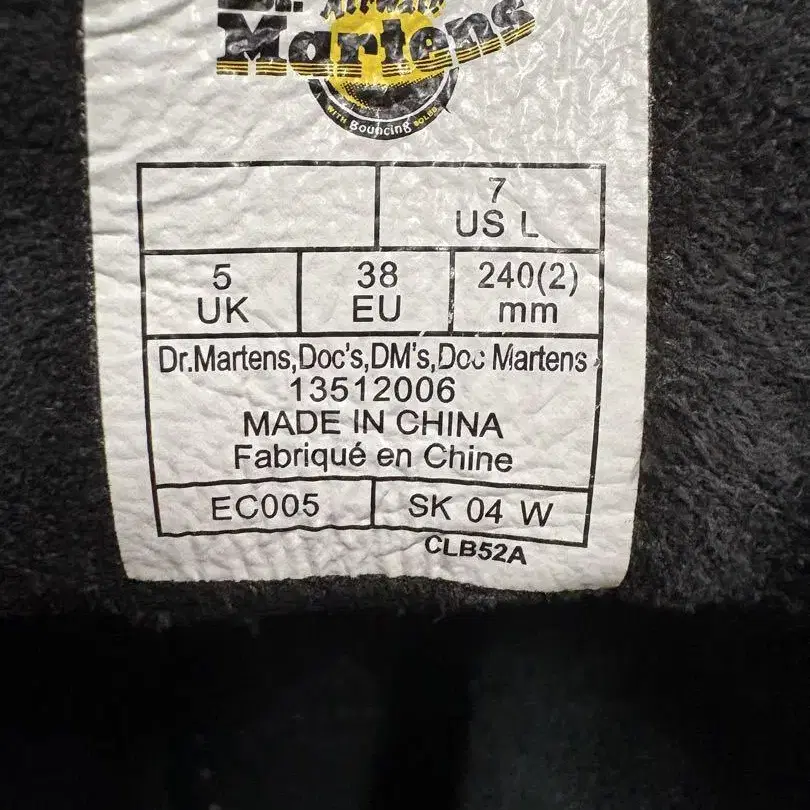 Dr.
Martens
WITH Bouncing SOLES
7
US L
5
UK
38
EU
240(2)
mm
Dr.Martens,Doc's,DM's,Doc Martens
13512006
MADE IN CHINA
Fabriqué en Chine
EC005
SK 04 W
CLB52A